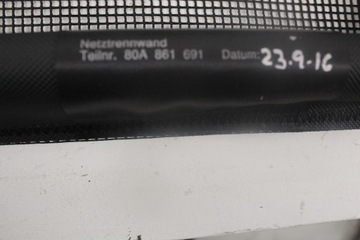 Netztrennwand
Teilnr. 80A 861 691 Datum: 23.9-16